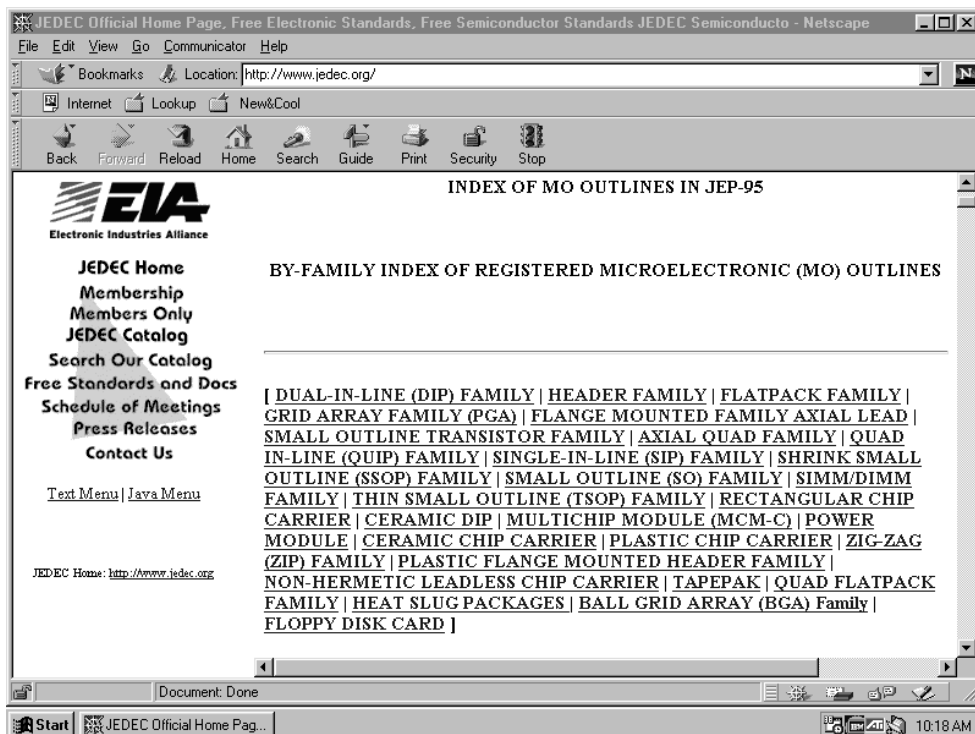 JEDEC Official Home Page, Free Electronic Standards, Free Semiconductor Standards JEDEC Semiconducto - Netscape
File Edit View Go Communicator Help
Bookmarks Location: http://www.jedec.org/
Internet Lookup New&Cool
Back Forward Reload Home Search Guide Print Security Stop
EIA
Electronic Industries Alliance
JEDEC Home
Membership
Members Only
JEDEC Catalog
Search Our Catalog
Free Standards and Docs
Schedule of Meetings
Press Releases
Contact Us
Text Menu | Java Menu
JEDEC Home: http://www.jedec.org
INDEX OF MO OUTLINES IN JEP-95
BY-FAMILY INDEX OF REGISTERED MICROELECTRONIC (MO) OUTLINES
[ DUAL-IN-LINE (DIP) FAMILY | HEADER FAMILY | FLATPACK FAMILY |
GRID ARRAY FAMILY (PGA) | FLANGE MOUNTED FAMILY AXIAL LEAD |
SMALL OUTLINE TRANSISTOR FAMILY | AXIAL QUAD FAMILY | QUAD
IN-LINE (QUIP) FAMILY | SINGLE-IN-LINE (SIP) FAMILY | SHRINK SMALL
OUTLINE (SSOP) FAMILY | SMALL OUTLINE (SO) FAMILY | SIMM/DIMM
FAMILY | THIN SMALL OUTLINE (TSOP) FAMILY | RECTANGULAR CHIP
CARRIER | CERAMIC DIP | MULTICHIP MODULE (MCM-C) | POWER
MODULE | CERAMIC CHIP CARRIER | PLASTIC CHIP CARRIER | ZIG-ZAG
(ZIP) FAMILY | PLASTIC FLANGE MOUNTED HEADER FAMILY |
NON-HERMETIC LEADLESS CHIP CARRIER | TAPEPAK | QUAD FLATPACK
FAMILY | HEAT SLUG PACKAGES | BALL GRID ARRAY (BGA) Family |
FLOPPY DISK CARD ]
Document: Done
Start JEDEC Official Home Pag... 10:18 AM